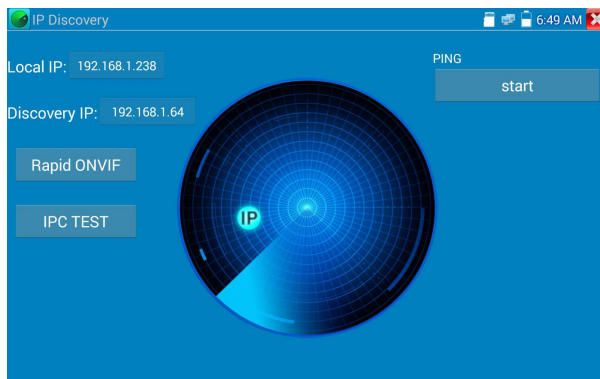 IP Discovery
6:49 AM
Local IP: 192.168.1.238
PING
start
Discovery IP: 192.168.1.64
Rapid ONVIF
IP
IPC TEST